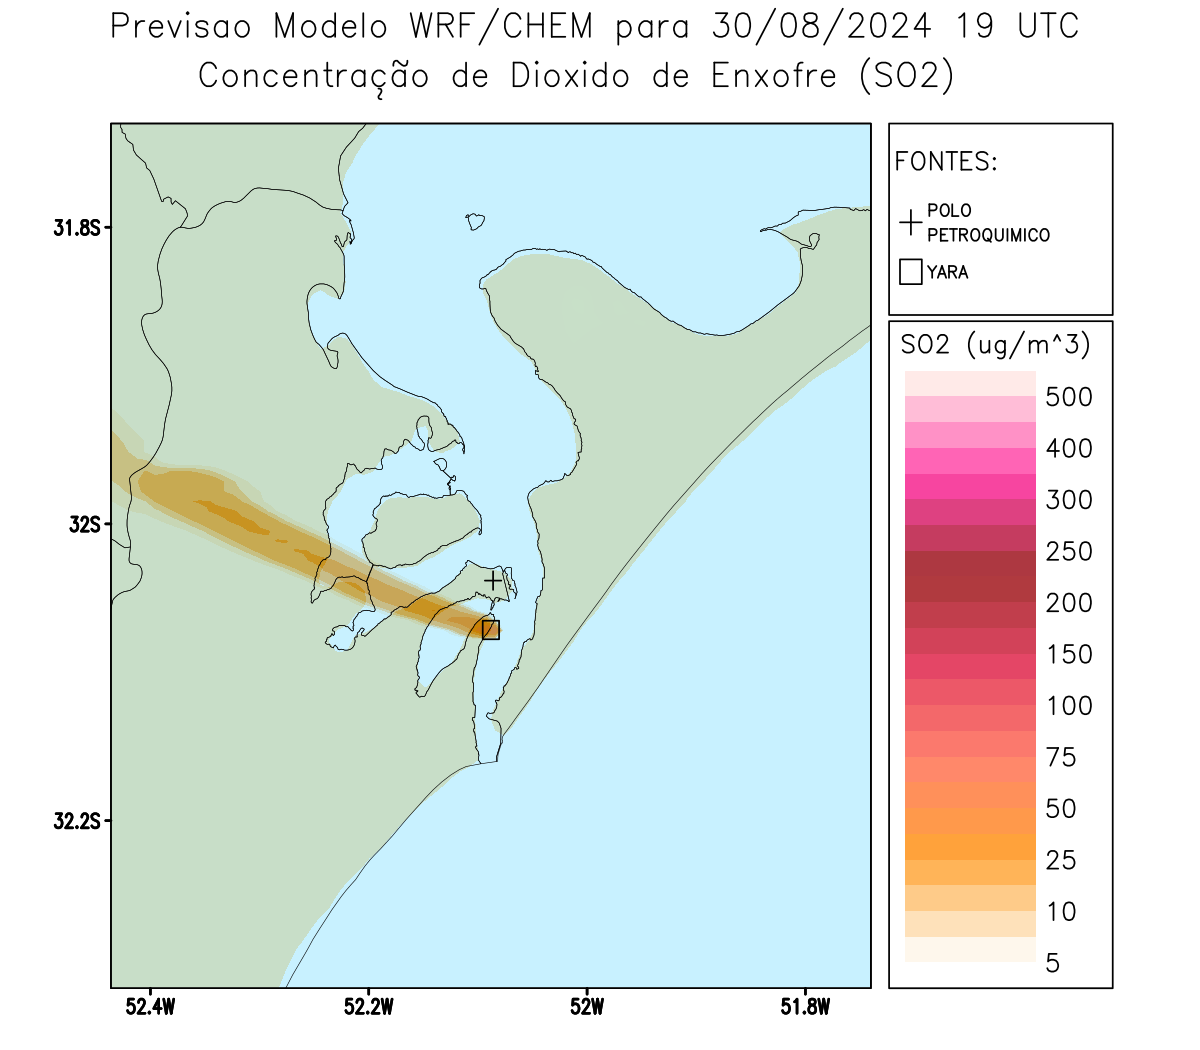 Previsao Modelo WRF/CHEM para 30/08/2024 19 UTC
Concentração de Dioxido de Enxofre (SO2)
FONTES:
POLO
PETROQUIMICO
YARA
SO2 (ug/m^3)
500
400
300
250
200
150
100
75
50
25
10
5
31.8S
32S
32.2S
52.4W
52.2W
52W
51.8W